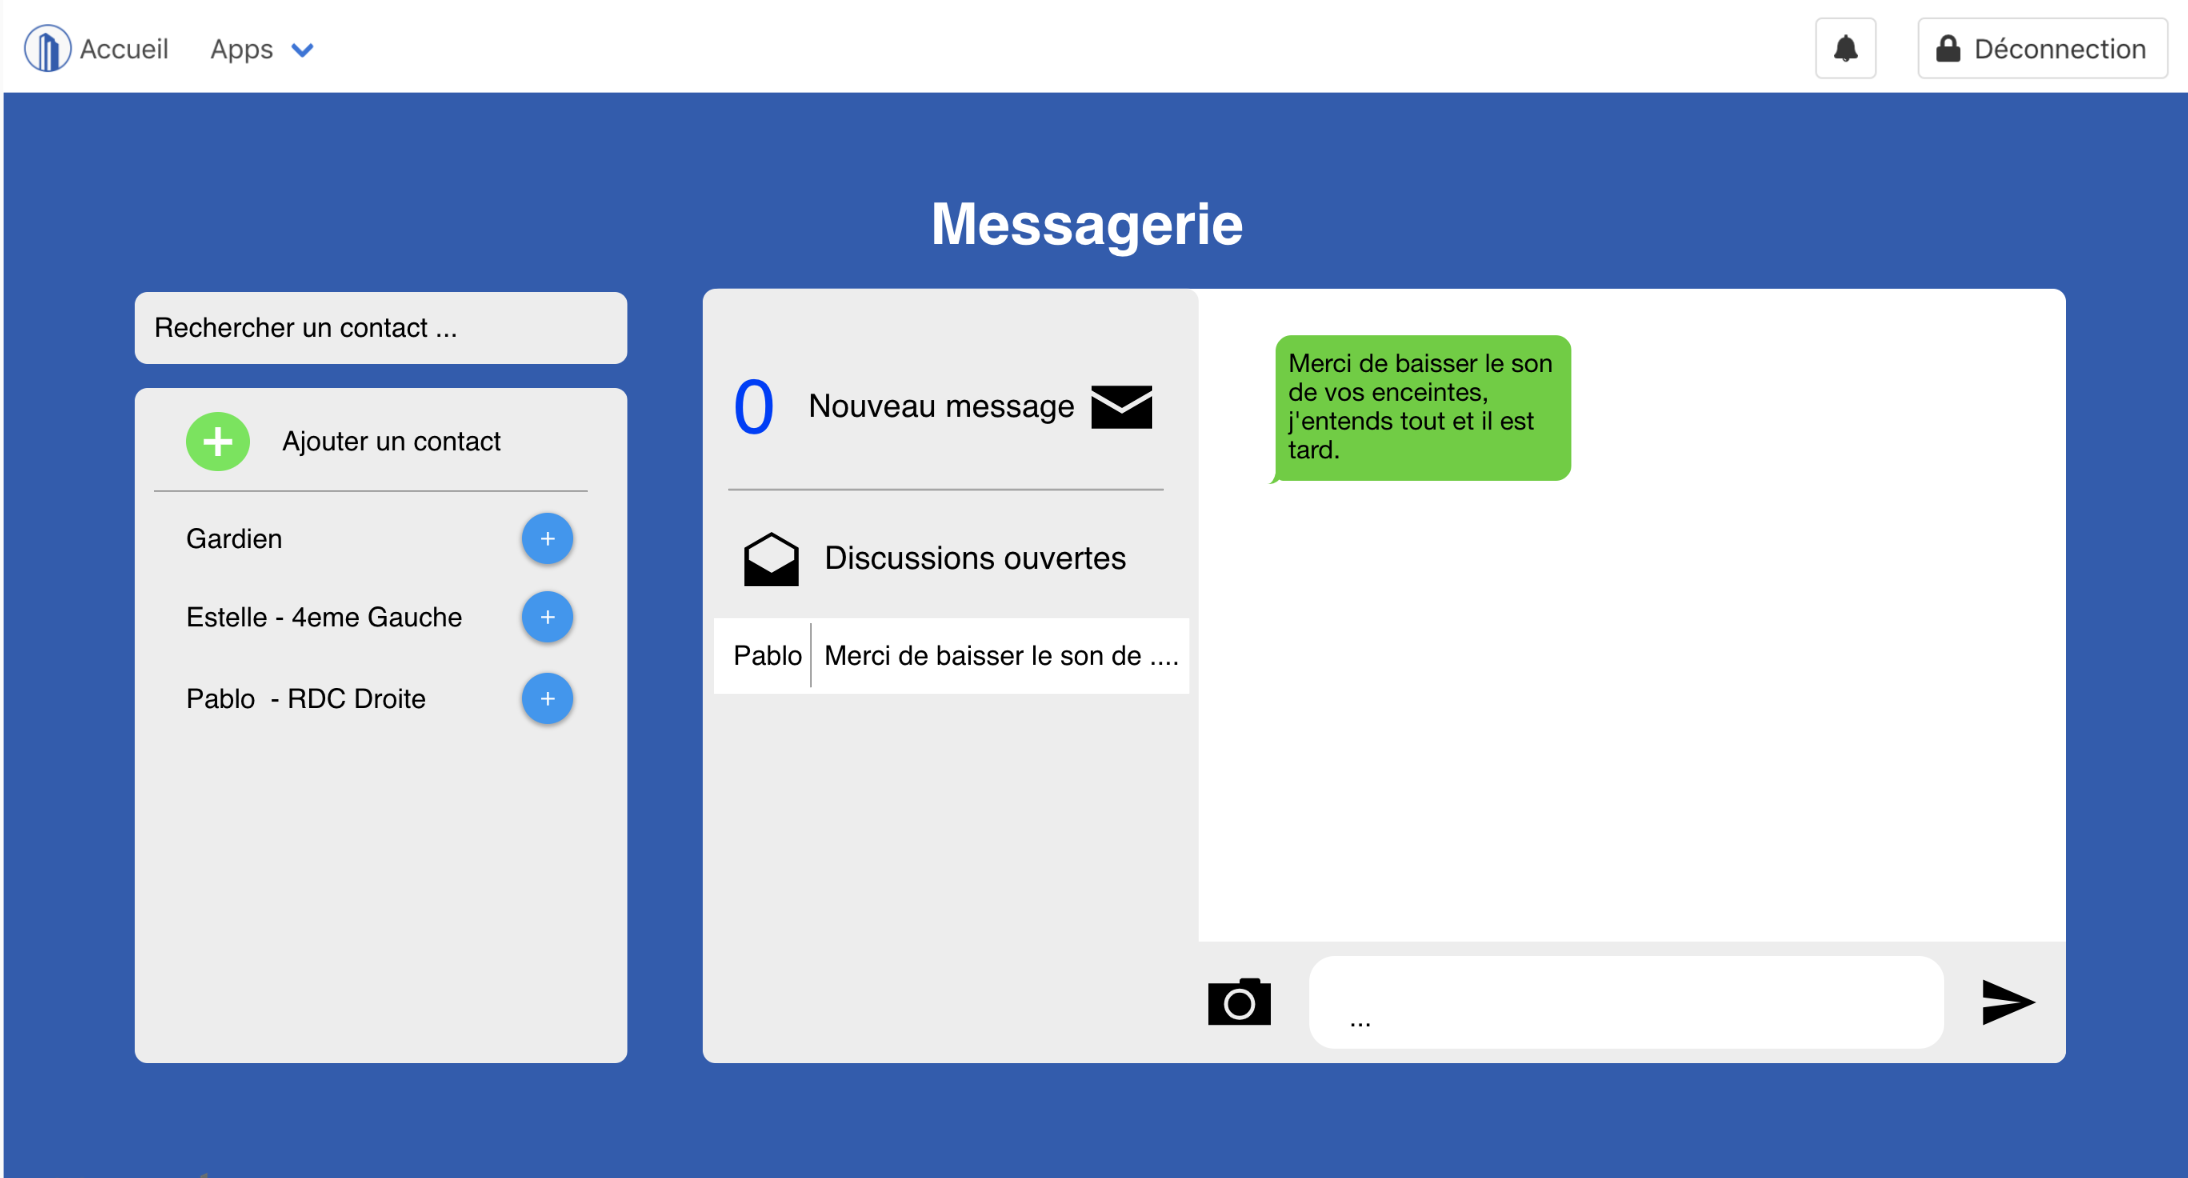 Accueil
Apps
Déconnection
Messagerie
Rechercher un contact ...
Ajouter un contact
Gardien
Estelle - 4eme Gauche
Pablo  - RDC Droite
0 Nouveau message
Discussions ouvertes
Pablo Merci de baisser le son de ....
Merci de baisser le son
de vos enceintes,
j'entends tout et il est
tard.
...